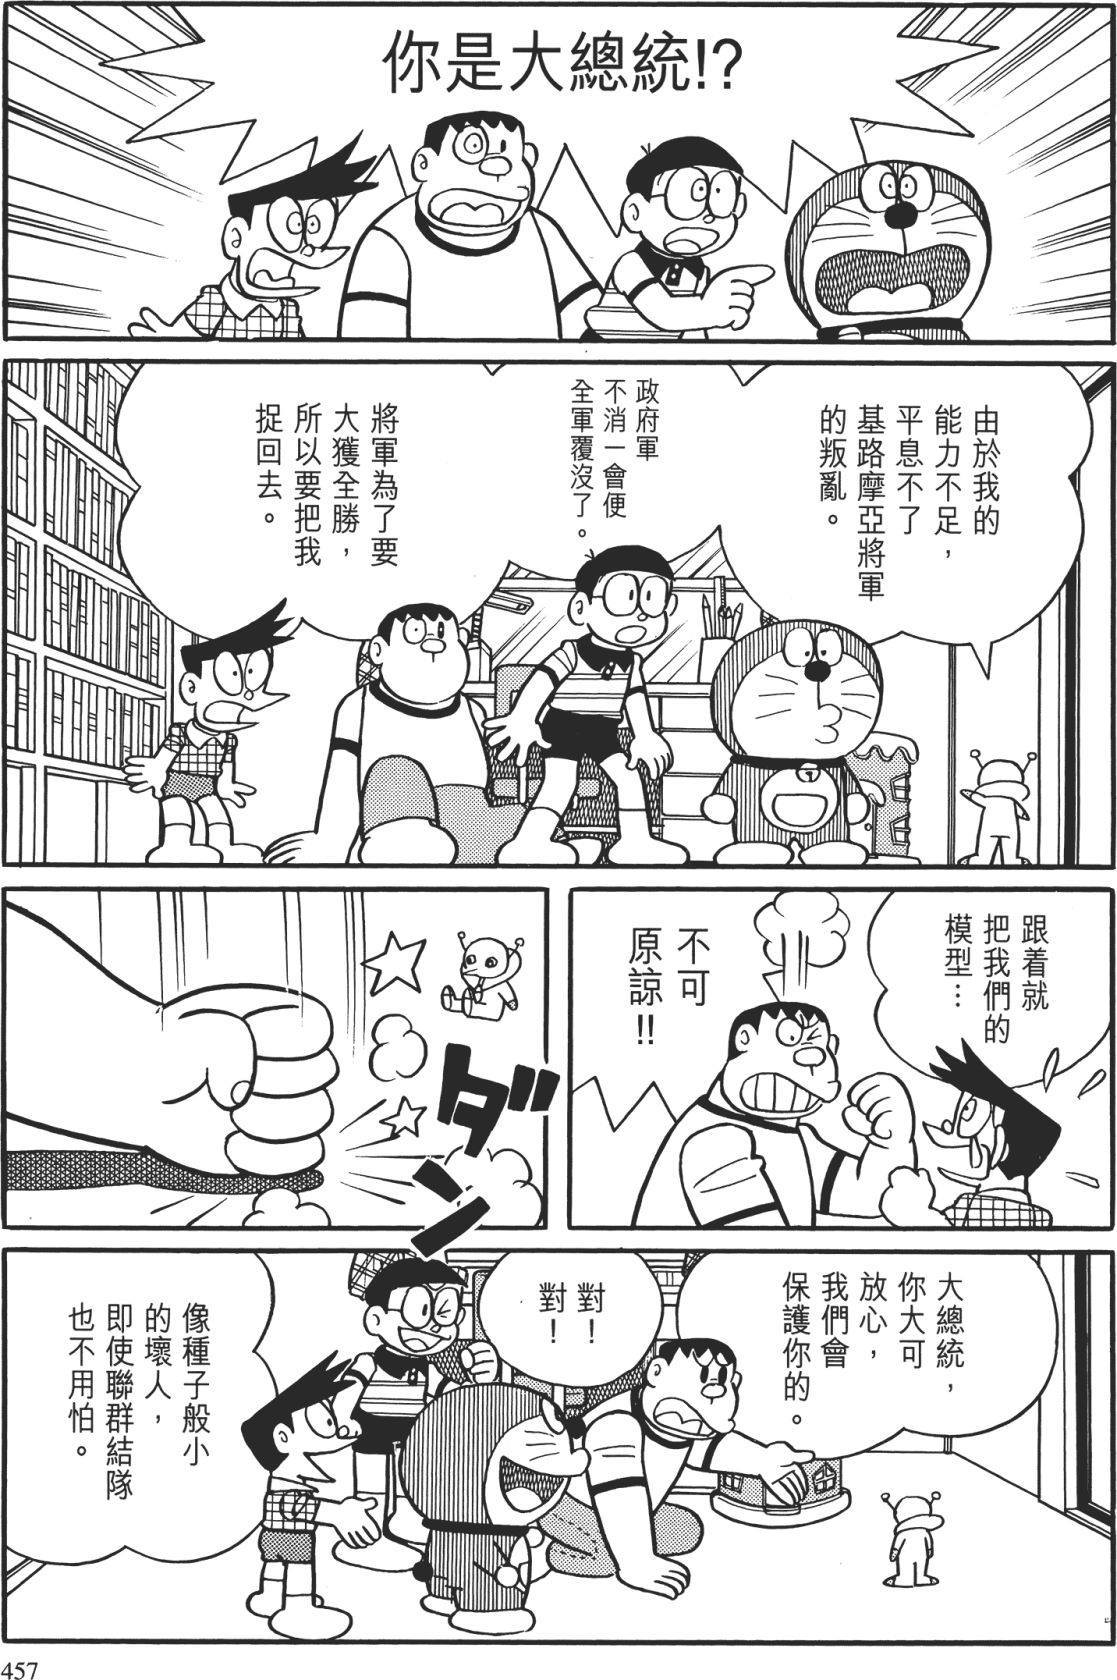 你是大總統!?
由於我的
能力不足，
平息不了
基路摩亞將軍
的叛亂。
政府軍
不消一會便
全軍覆沒了。
將軍為了要
大獲全勝，
所以要把我
捉回去。
跟着就
把我們的
模型…
不可
原諒!!
ダン
大總統，
你大可
放心，
我們會
保護你的。
對！
對！
像種子般小
的壞人，
即使聯群結隊
也不用怕。
457